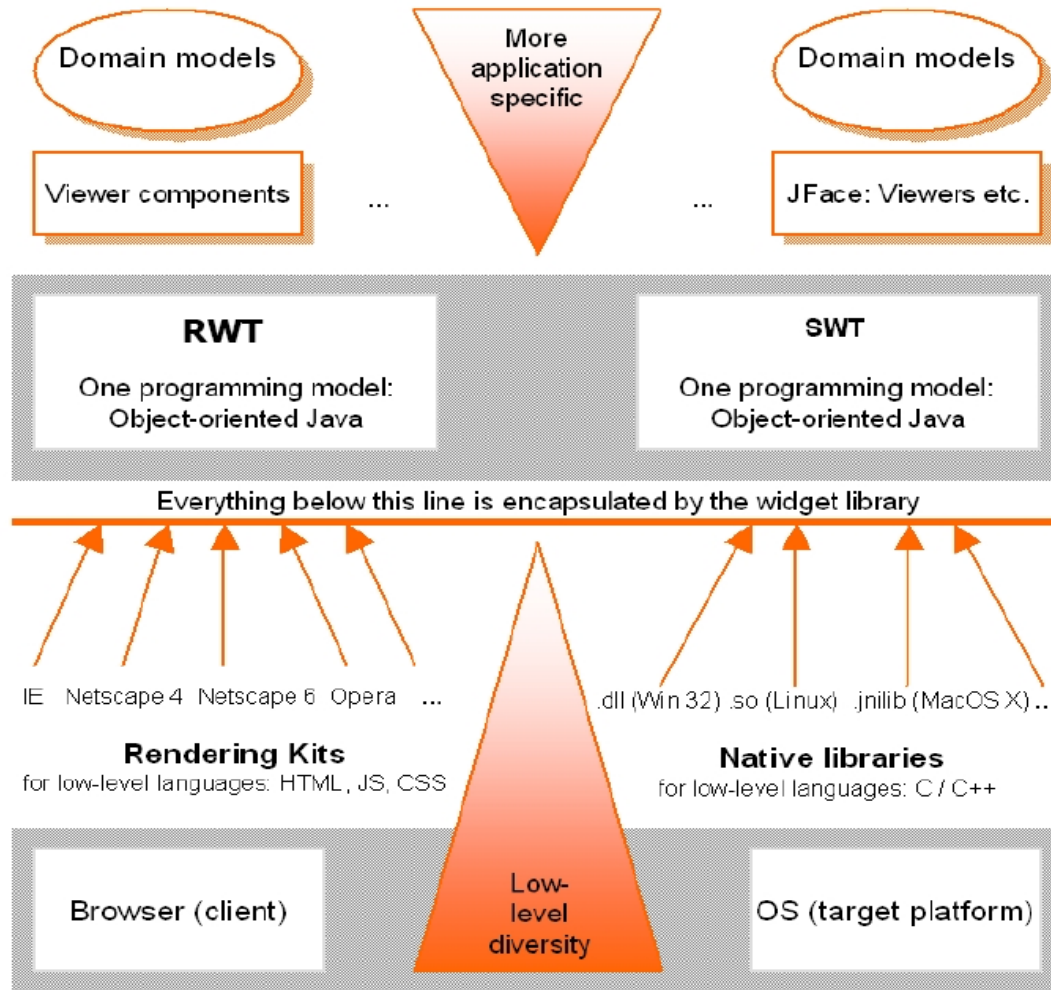 Domain models
More
application
specific
Domain models
Viewer components
...
...
JFace: Viewers etc.
RWT
One programming model:
Object-oriented Java
SWT
One programming model:
Object-oriented Java
Everything below this line is encapsulated by the widget library
IE Netscape 4 Netscape 6 Opera ...
.dll (Win 32) .so (Linux) .jnilib (MacOS X) ...
Rendering Kits
for low-level languages: HTML, JS, CSS
Native libraries
for low-level languages: C / C++
Browser (client)
Low-
level
diversity
OS (target platform)